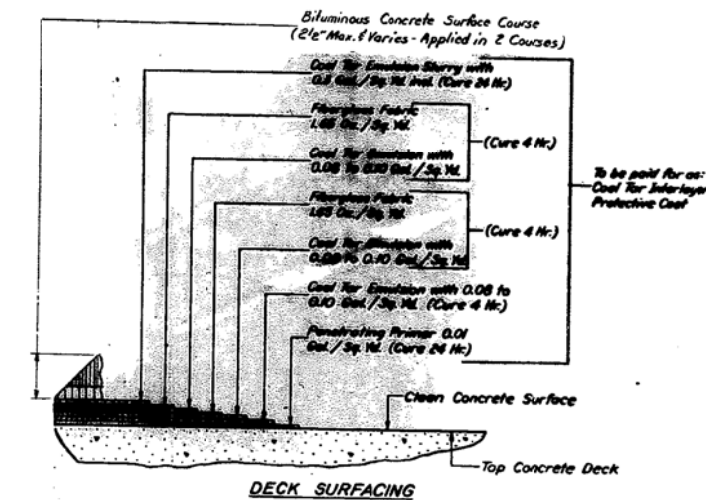 Bituminous Concrete Surface Course
(2½" Max. & Varies - Applied in 2 Courses)
Coal Tar Emulsion Slurry with
Gal./Sq. Yd. (Cure 24 Hr.)
Fiberglass Fabric
1.65 Oz./Sq. Yd.
(Cure 4 Hr.)
Coal Tar Emulsion with
0.08 To 0.10 Gal./Sq. Yd.
To be paid for as:
Coal Tar Interlayer
Protective Coat
Fiberglass Fabric
1.65 Oz./Sq. Yd.
(Cure 4 Hr.)
Coal Tar Emulsion with
0.08 To 0.10 Gal./Sq. Yd.
Coal Tar Emulsion with 0.08 to
0.10 Gal./Sq. Yd. (Cure 4 Hr.)
Penetrating Primer 0.01
Gal./Sq. Yd. (Cure 24 Hr.)
Clean Concrete Surface
Top Concrete Deck
DECK SURFACING